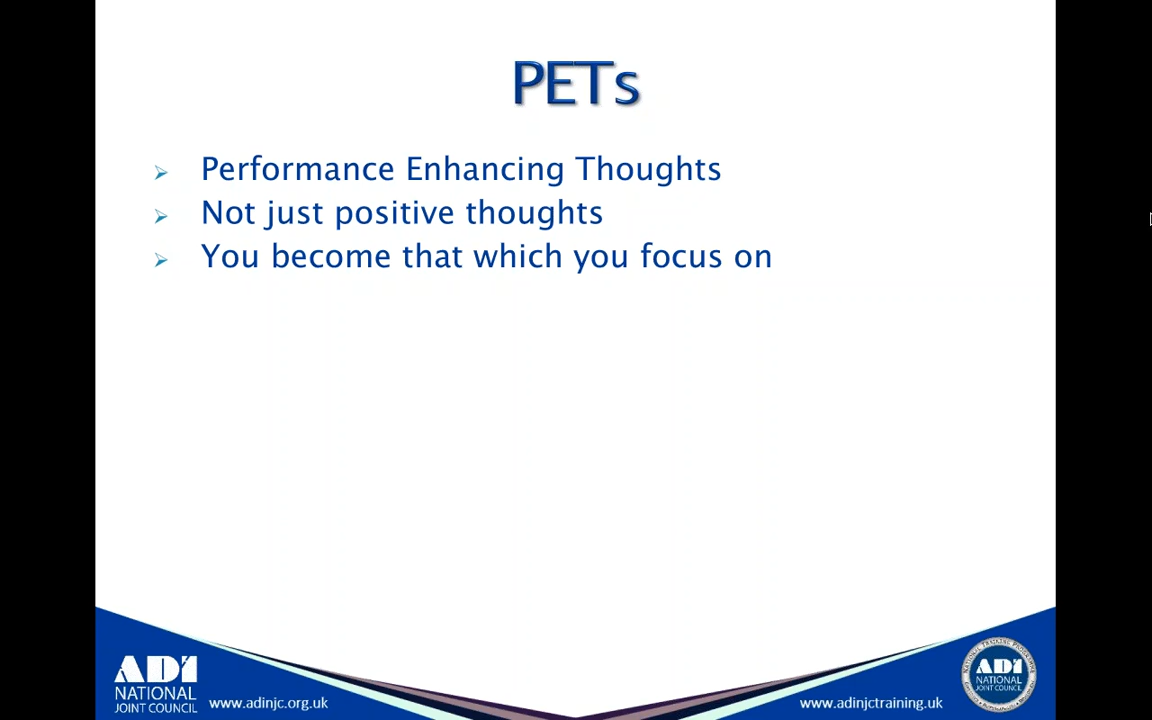 PETs
Performance Enhancing Thoughts
Not just positive thoughts
You become that which you focus on
ADI
NATIONAL
JOINT COUNCIL
www.adinjc.org.uk
www.adinjctraining.uk
ADI
NATIONAL
JOINT COUNCIL